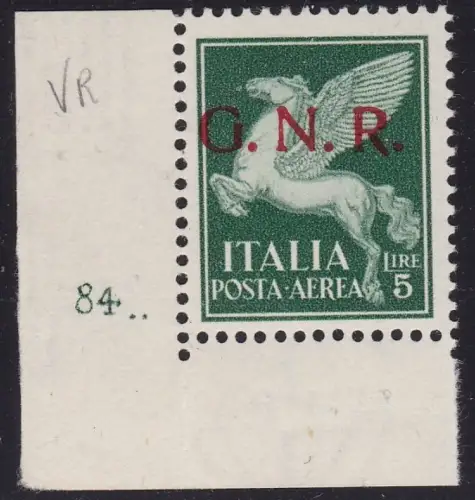 VR
G. N. R.
ITALIA
LIRE
POSTA·AEREA 5
84..